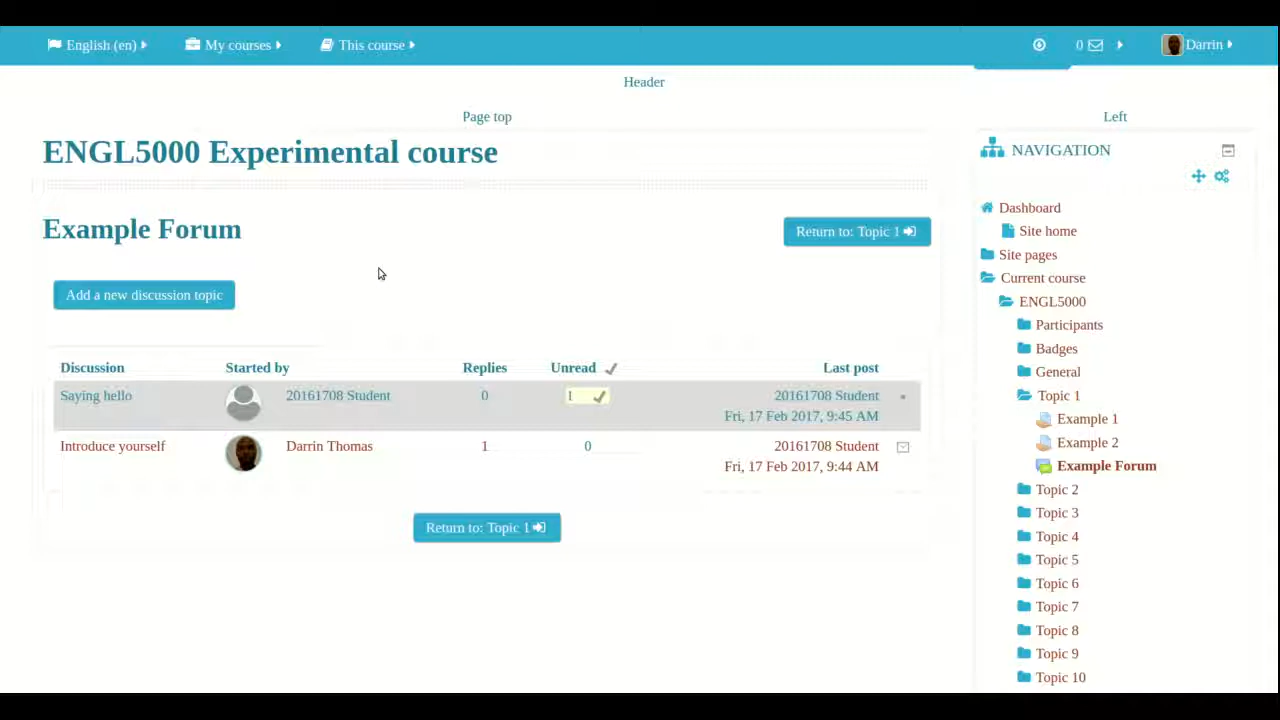 English (en) My courses This course 0 Darrin
Header
Page top
Left
ENGL5000 Experimental course
NAVIGATION
Example Forum
Return to: Topic 1
Add a new discussion topic
Discussion Started by Replies Unread Last post
Saying hello 20161708 Student 0 1 20161708 Student
Fri, 17 Feb 2017, 9:45 AM
Introduce yourself Darrin Thomas 1 0 20161708 Student
Fri, 17 Feb 2017, 9:44 AM
Return to: Topic 1
Dashboard
Site home
Site pages
Current course
ENGL5000
Participants
Badges
General
Topic 1
Example 1
Example 2
Example Forum
Topic 2
Topic 3
Topic 4
Topic 5
Topic 6
Topic 7
Topic 8
Topic 9
Topic 10